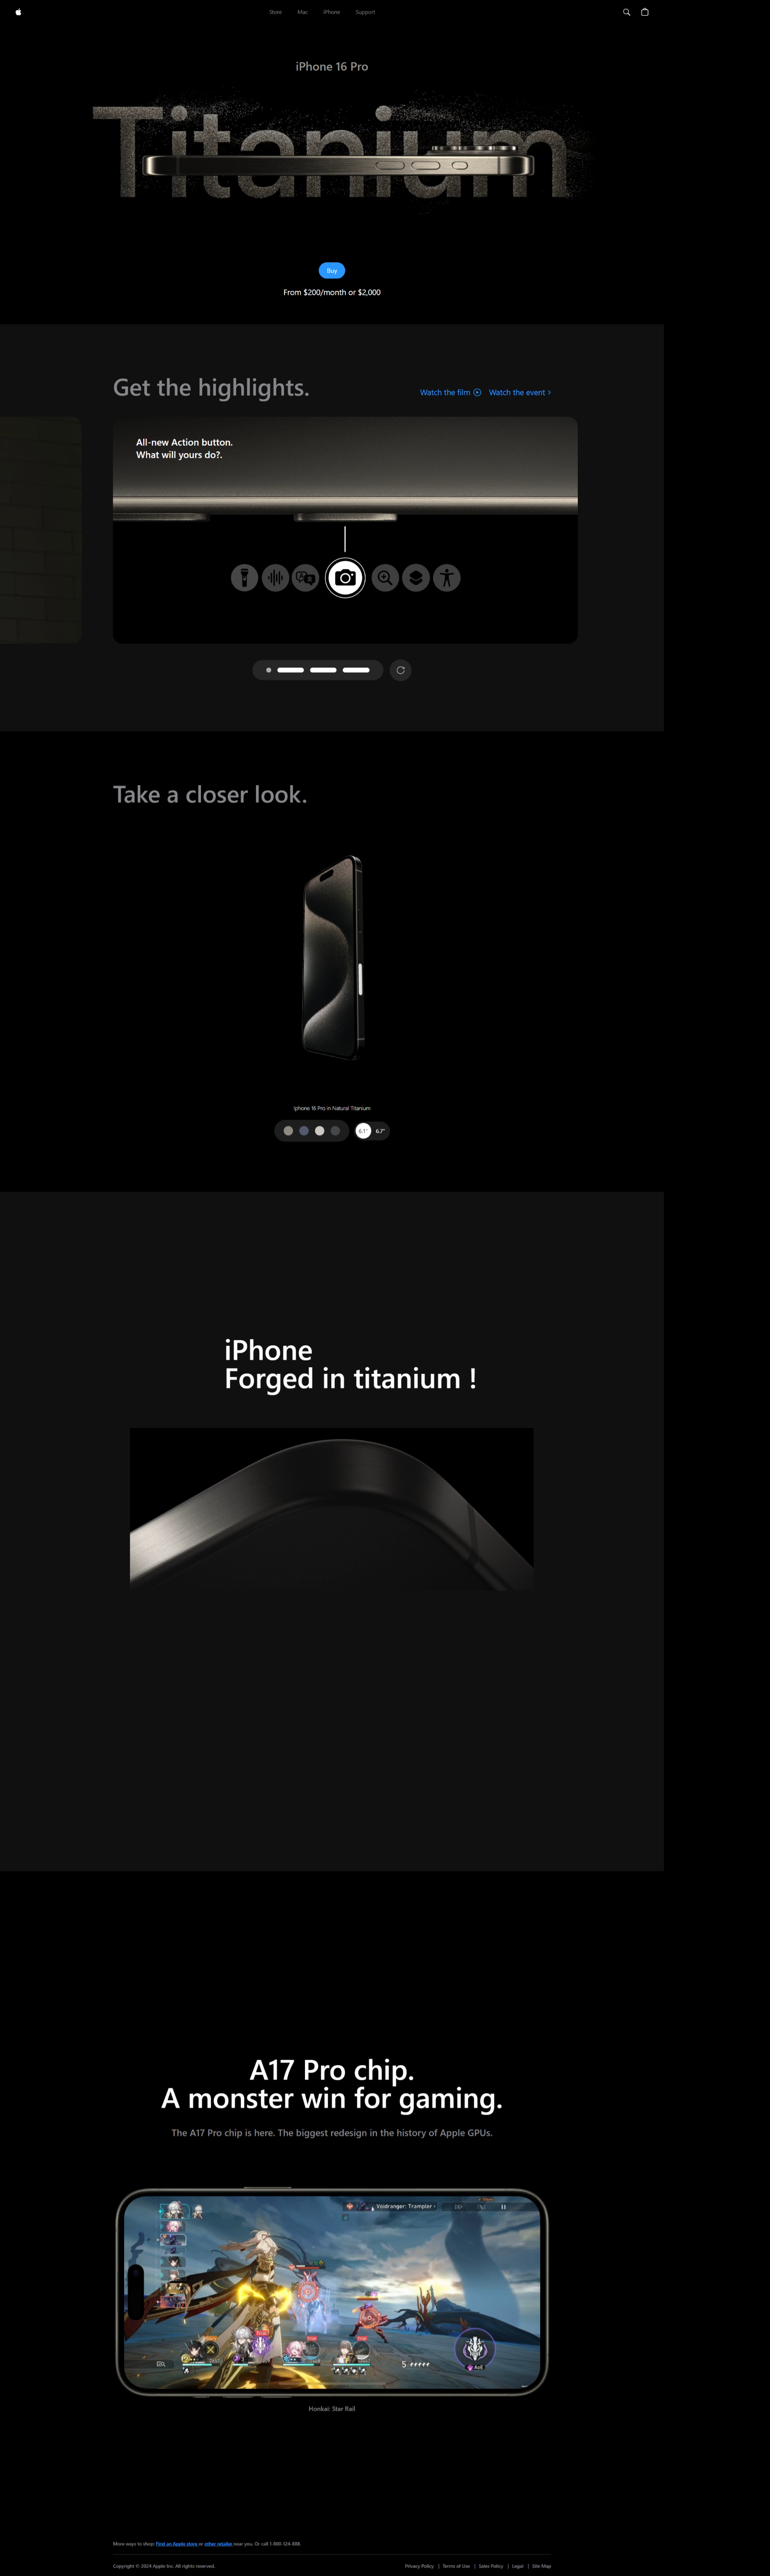 Store Mac iPhone Support
iPhone 16 Pro
Titanium
Buy
From $200/month or $2,000
Get the highlights.
Watch the film Watch the event >
All-new Action button.
What will yours do?.
Take a closer look.
Iphone 16 Pro in Natural Titanium
6.1" 6.7"
iPhone
Forged in titanium !
A17 Pro chip.
A monster win for gaming.
The A17 Pro chip is here. The biggest redesign in the history of Apple GPUs.
Voidranger: Trampler
5
AoE
Honkai: Star Rail
More ways to shop: Find an Apple store or other retailer near you. Or call 1-800-124-888.
Copyright © 2024 Apple Inc. All rights reserved.
Privacy Policy | Terms of Use | Sales Policy | Legal | Site Map